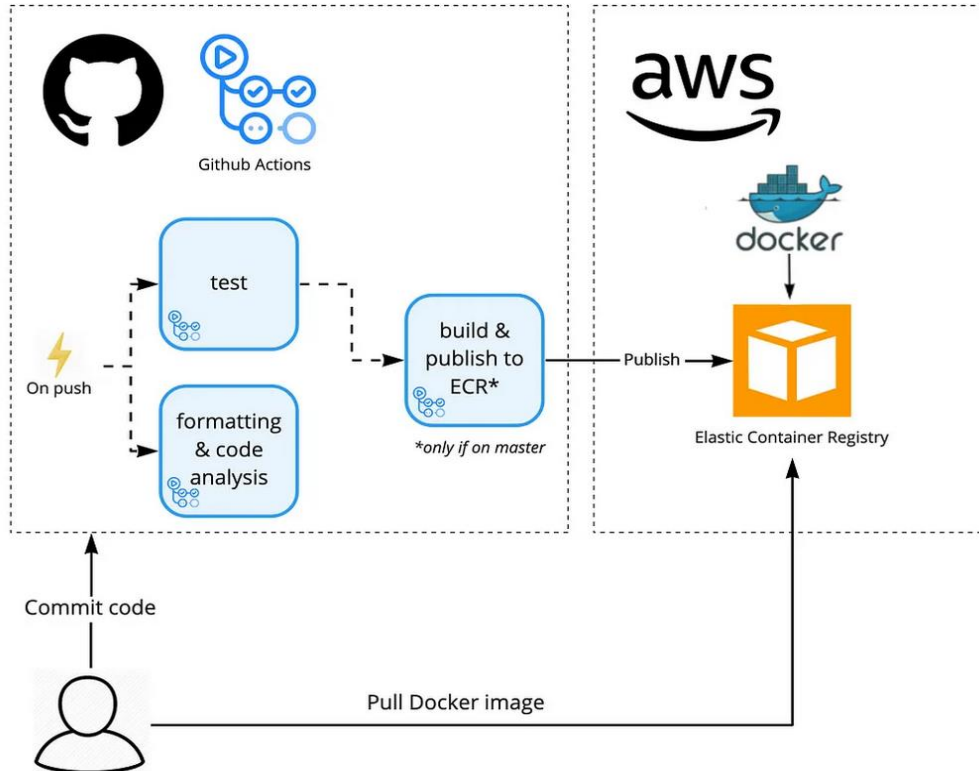 aws
Github Actions
docker
test
On push
build &
publish to
ECR*
Publish
formatting
& code
analysis
*only if on master
Elastic Container Registry
Commit code
Pull Docker image